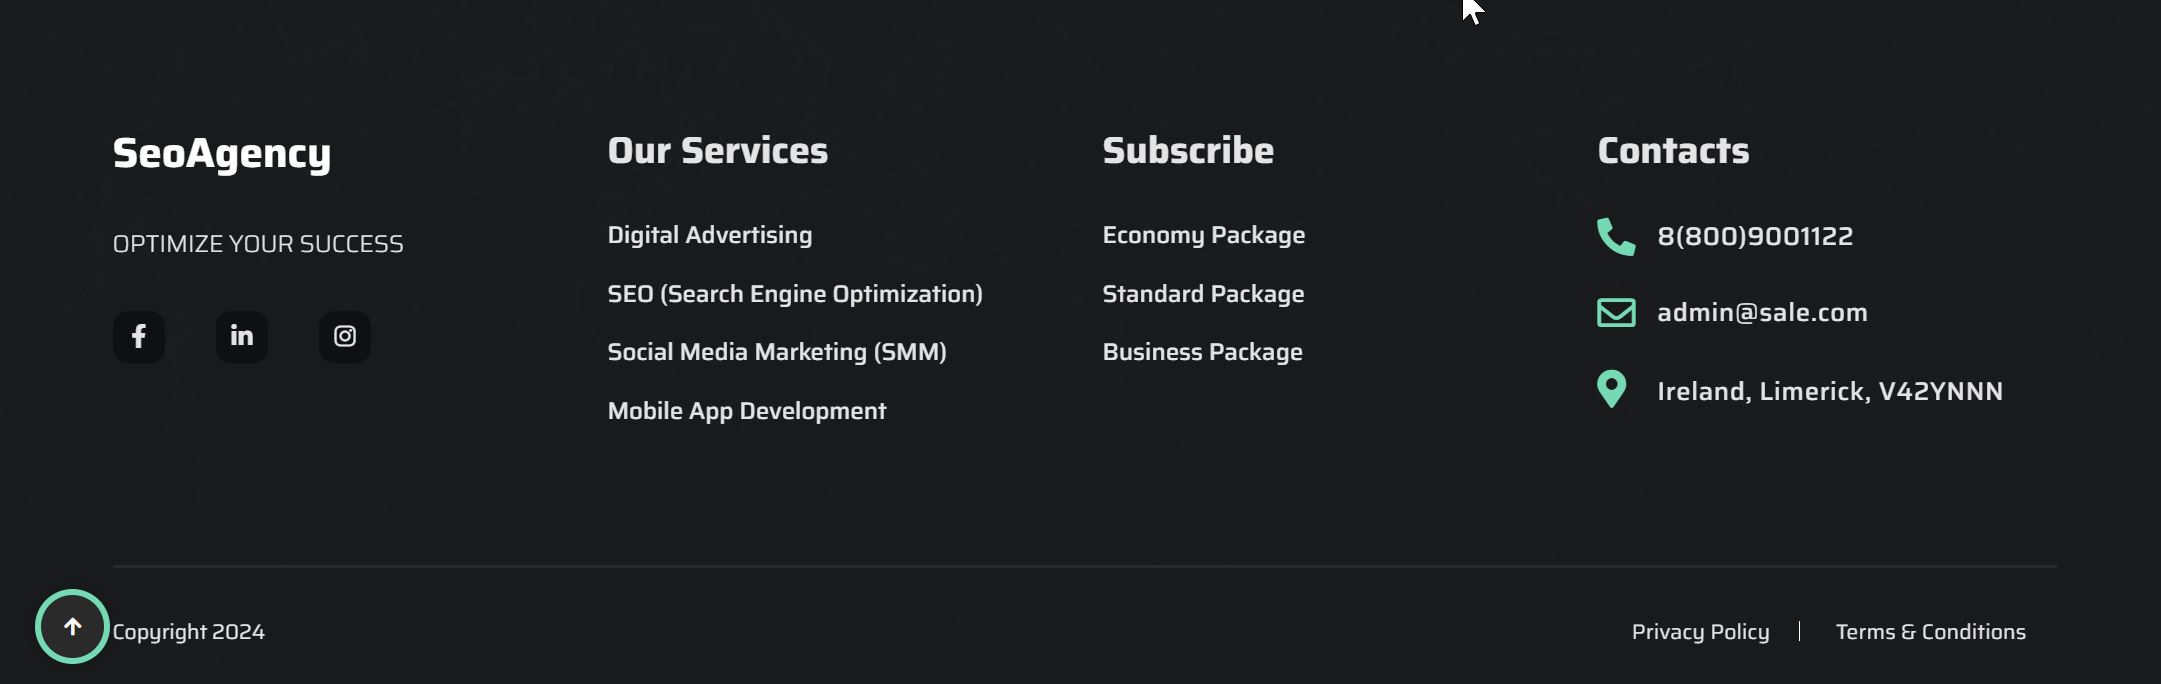 SeoAgency
OPTIMIZE YOUR SUCCESS
Our Services
Digital Advertising
SEO (Search Engine Optimization)
Social Media Marketing (SMM)
Mobile App Development
Subscribe
Economy Package
Standard Package
Business Package
Contacts
8(800)9001122
admin@sale.com
Ireland, Limerick, V42YNNN
Copyright 2024
Privacy Policy | Terms & Conditions